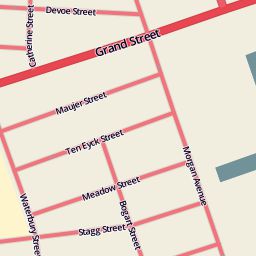 Devoe Street
Catherine Street
Grand Street
Maujer Street
Ten Eyck Street
Morgan Avenue
Meadow Street
Waterbury Street
Bogart Street
Stagg Street